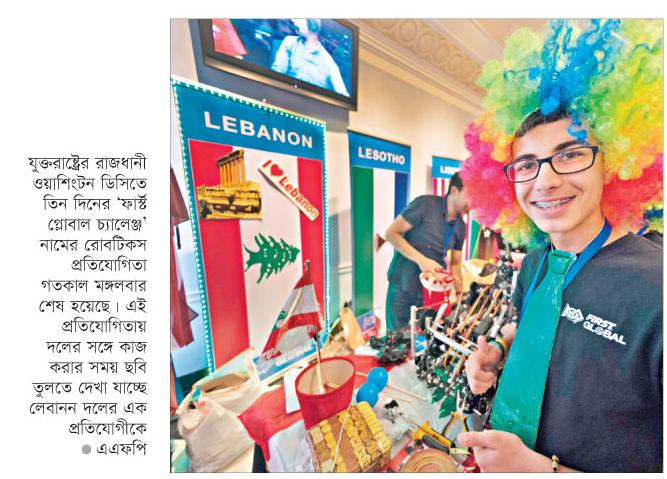 যুক্তরাষ্ট্রের রাজধানী
ওয়াশিংটন ডিসিতে
তিন দিনের ‘ফার্স্ট
গ্লোবাল চ্যালেঞ্জ’
নামের রোবটিকস
প্রতিযোগিতা
গতকাল মঙ্গলবার
শেষ হয়েছে। এই
প্রতিযোগিতায়
দলের সঙ্গে কাজ
করার সময় ছবি
তুলতে দেখা যাচ্ছে
লেবানন দলের এক
প্রতিযোগীকে
● এএফপি
LEBANON
I ♥ Lebanon
LESOTHO
FIRST
GLOBAL